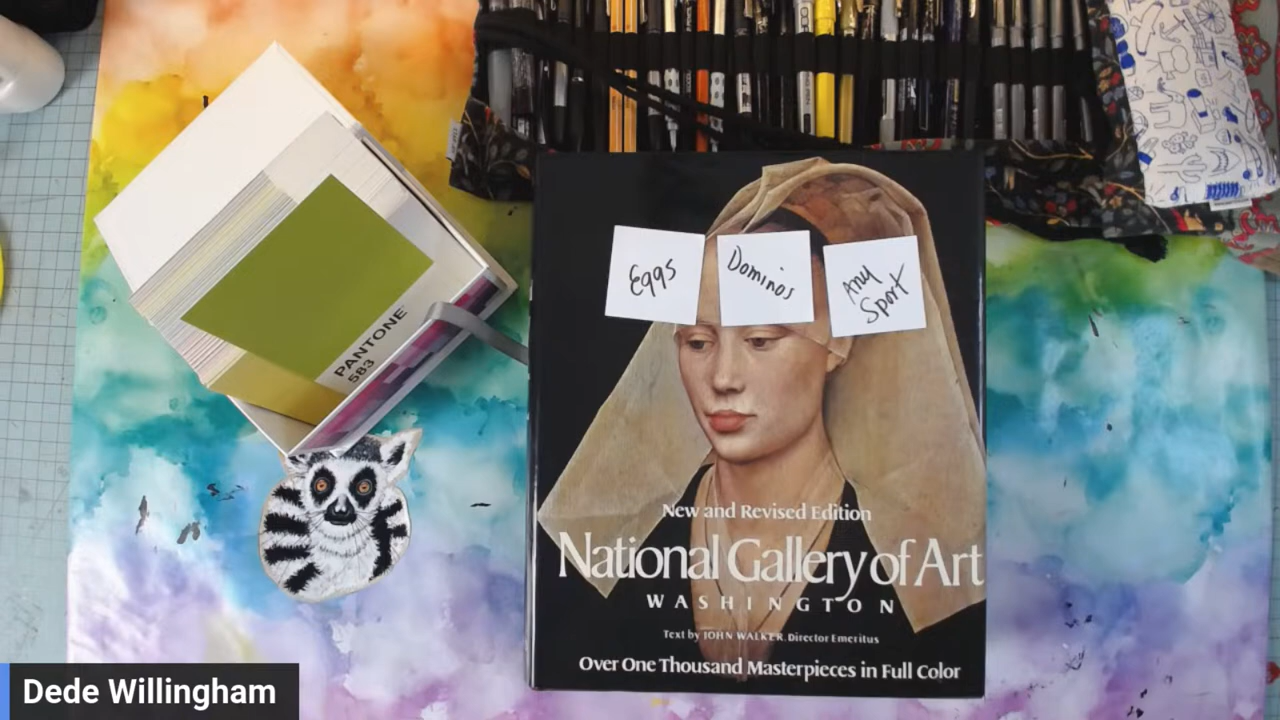 PANTONE
583
Eggs
Dominos
Any
Sport
New and Revised Edition
National Gallery of Art
WASHINGTON
Text by JOHN WALKER, Director Emeritus
Over One Thousand Masterpieces in Full Color
Dede Willingham